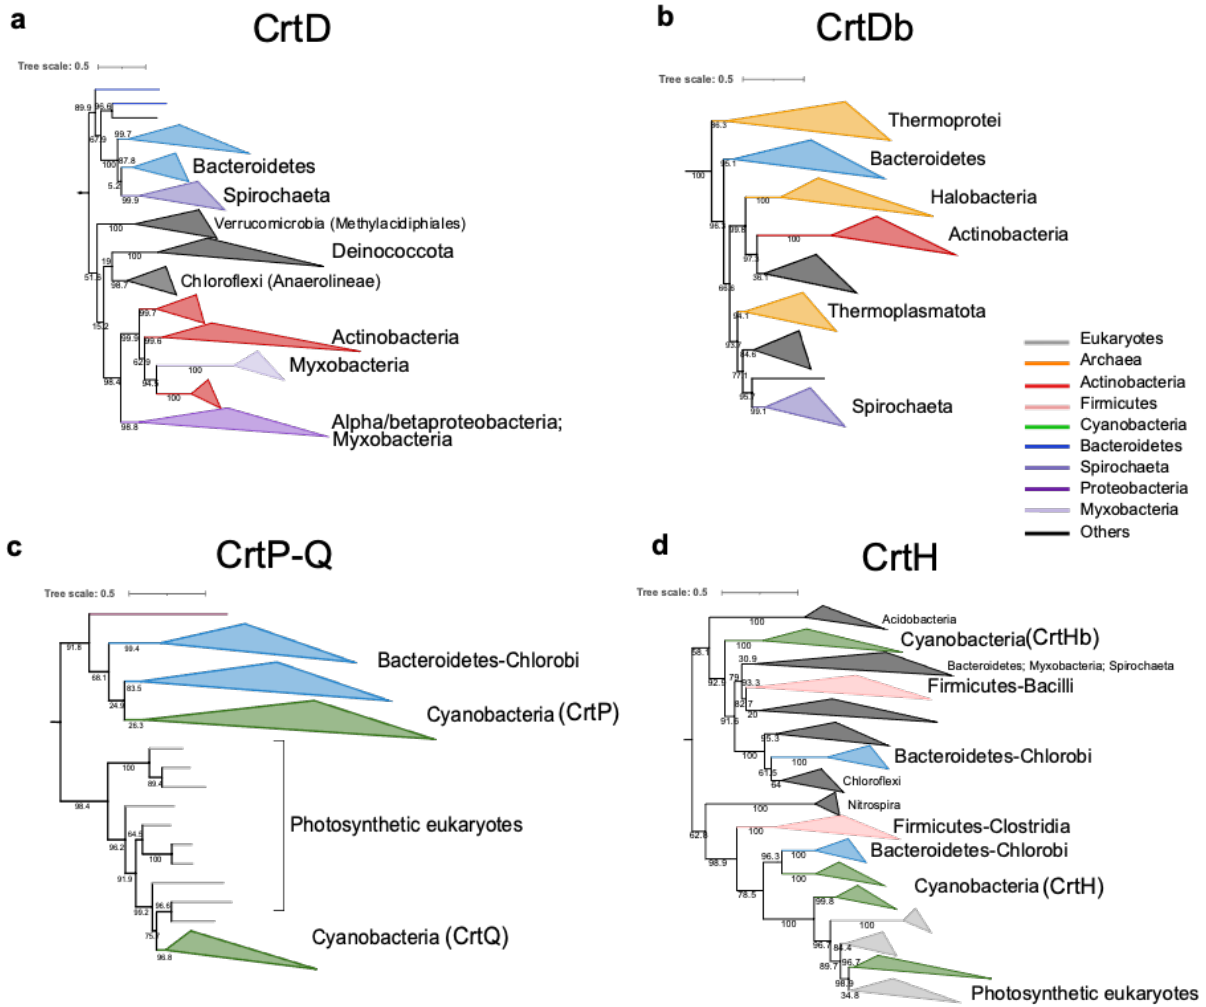 a
CrtD
Tree scale: 0.5
89.9
96.6
67.9
99.7
100
87.8
Bacteroidetes
5.2
99.9
Spirochaeta
100
Verrucomicrobia (Methylacidiphiales)
100
Deinococcota
19
98.7
Chloroflexi (Anaerolineae)
15.2
99.7
99.9
99.6
Actinobacteria
62.9
100
Myxobacteria
94.5
98.4
100
98.8
Alpha/betaproteobacteria;
Myxobacteria
b
CrtDb
Tree scale: 0.5
Thermoprotei
100
Bacteroidetes
100
Halobacteria
100
Actinobacteria
36.1
94.1
Thermoplasmatota
84.6
99.1
Spirochaeta
Eukaryotes
Archaea
Actinobacteria
Firmicutes
Cyanobacteria
Bacteroidetes
Spirochaeta
Proteobacteria
Myxobacteria
Others
c
CrtP-Q
Tree scale: 0.5
91.8
99.4
Bacteroidetes-Chlorobi
68.1
83.5
24.9
26.3
Cyanobacteria (CrtP)
100
89.4
98.4
64.5
96.2
100
Photosynthetic eukaryotes
91.9
99.2
96.6
96.8
Cyanobacteria (CrtQ)
d
CrtH
Tree scale: 0.5
100
Acidobacteria
100
Cyanobacteria(CrtHb)
30.9
Bacteroidetes; Myxobacteria; Spirochaeta
79
93.3
Firmicutes-Bacilli
92.9
82.7
20
91.6
95.3
100
100
Bacteroidetes-Chlorobi
61.5
64
Chloroflexi
100
Nitrospira
62.8
100
Firmicutes-Clostridia
98.9
96.3
100
Bacteroidetes-Chlorobi
100
78.5
Cyanobacteria (CrtH)
99.8
100
100
96.7
84.4
89.7
96.7
98.9
34.8
Photosynthetic eukaryotes